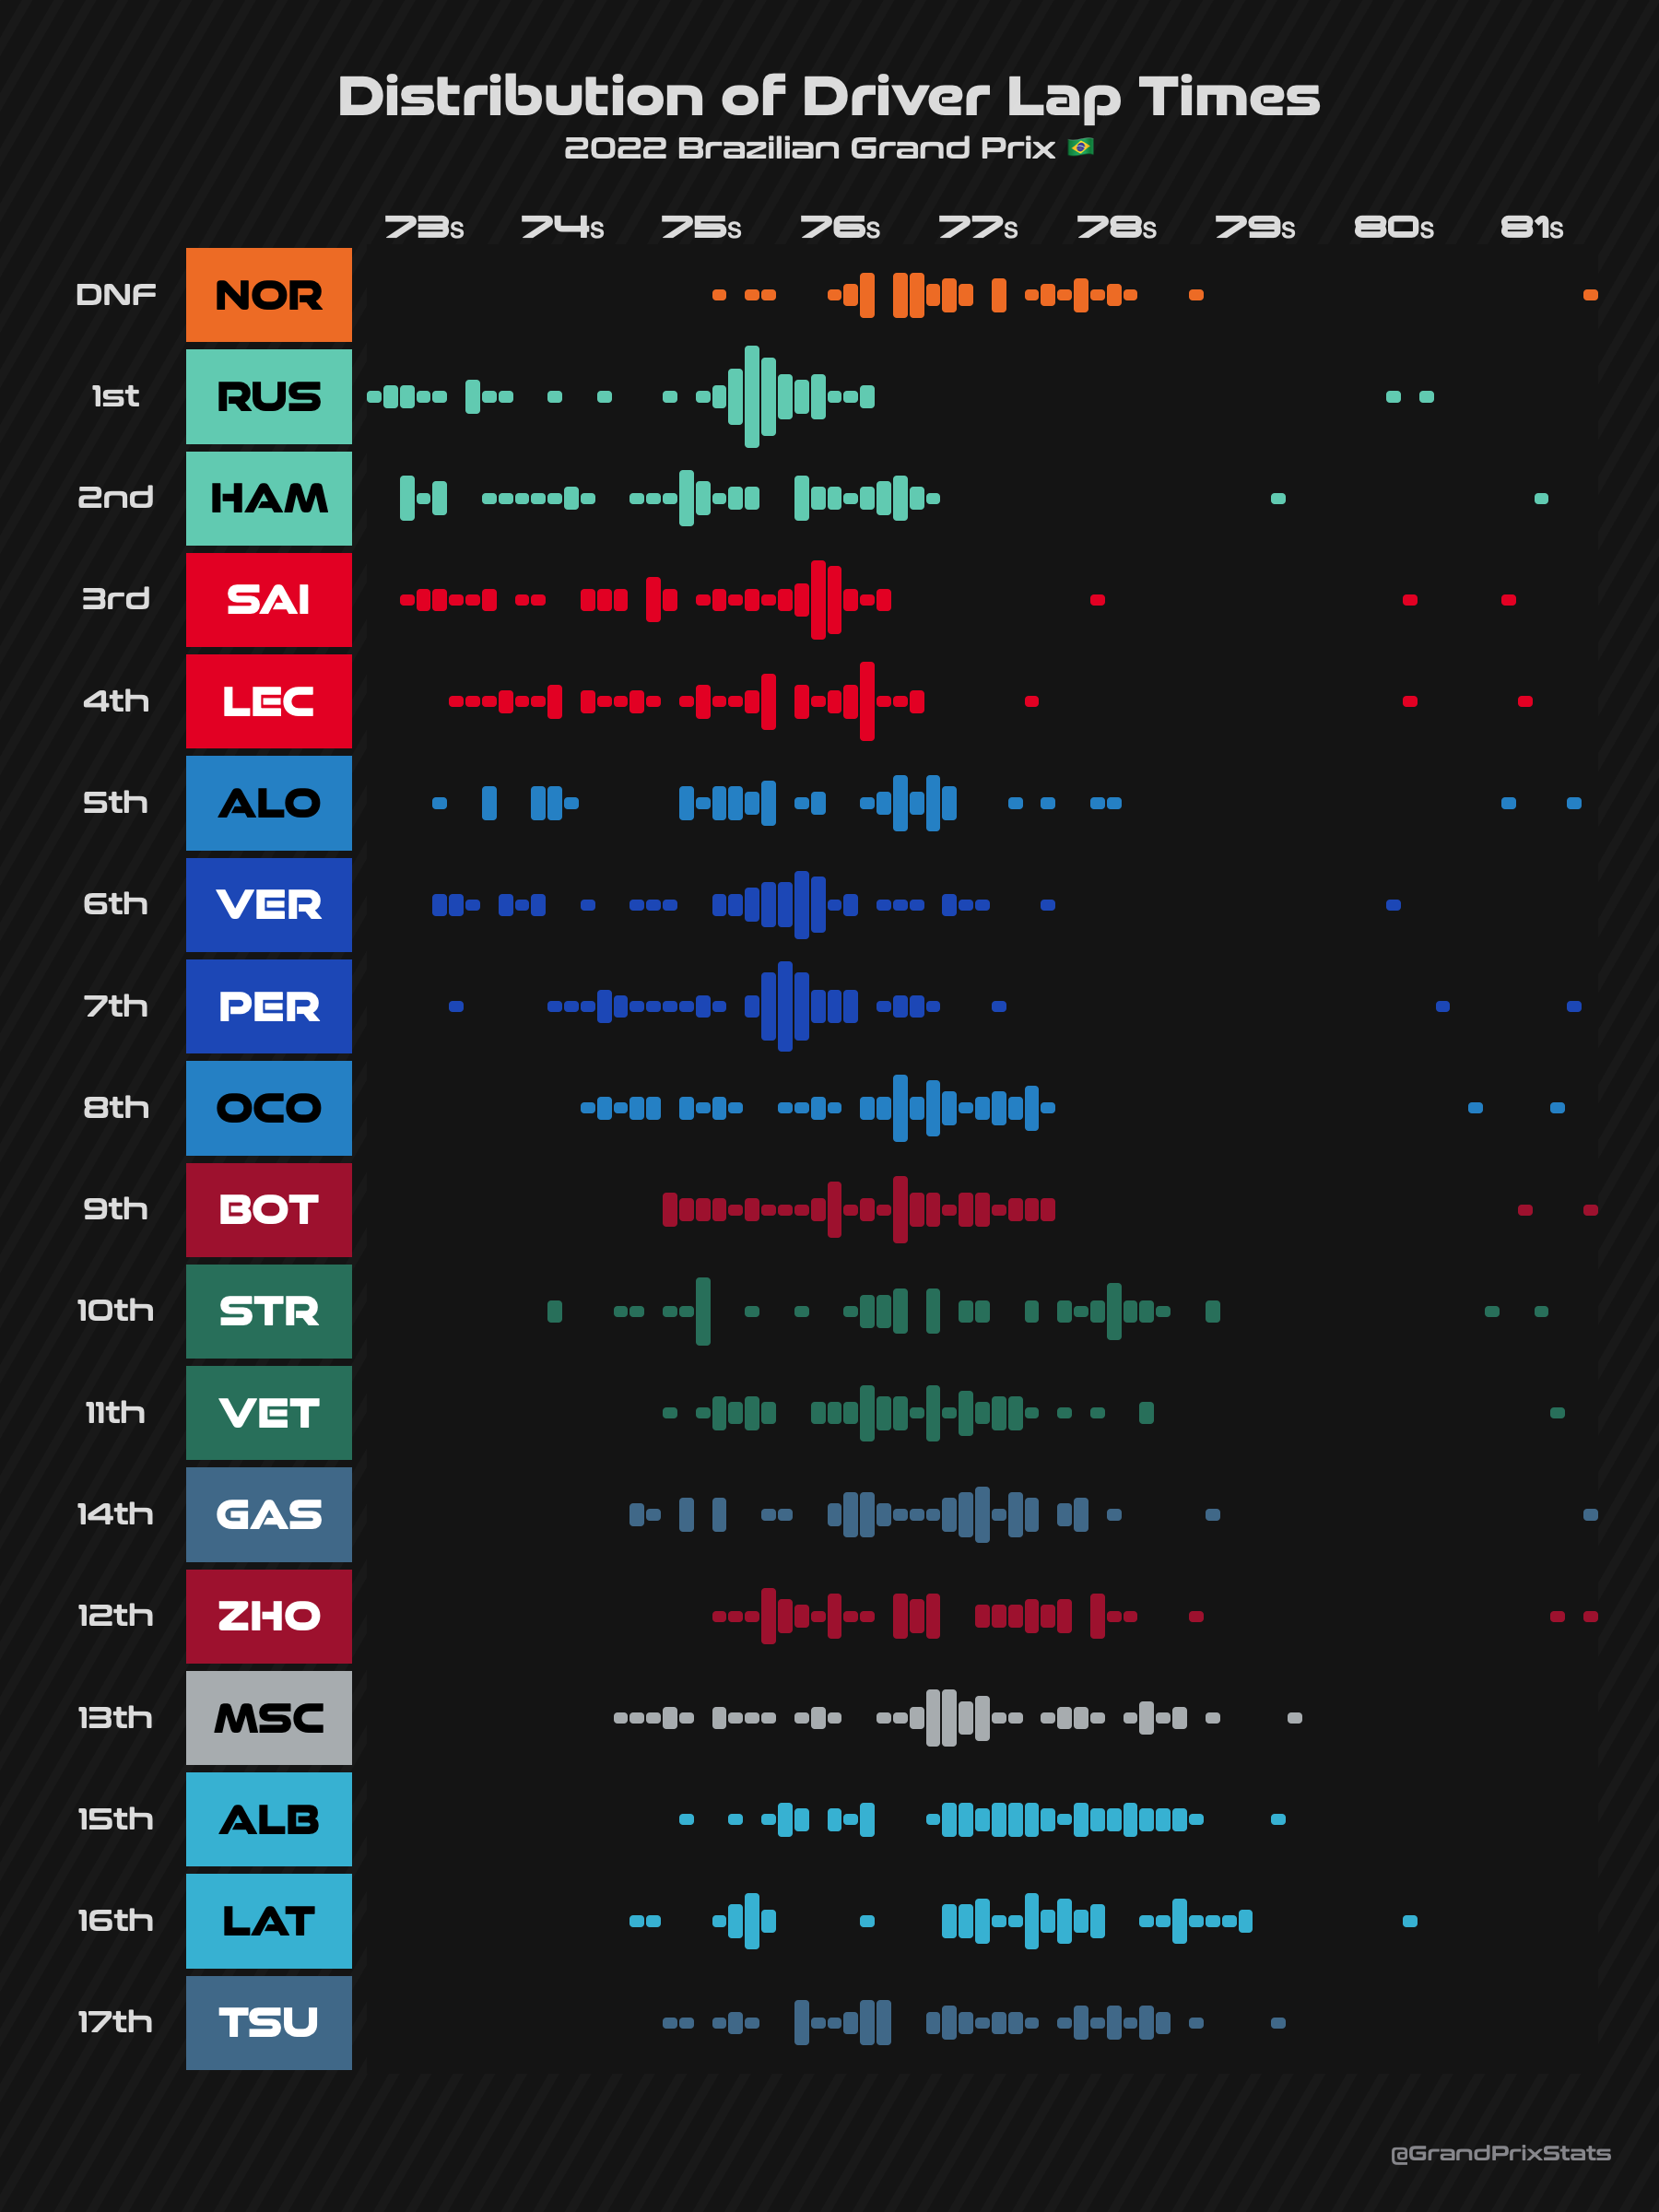 Distribution of Driver Lap Times
2022 Brazilian Grand Prix 🇧🇷
73s 74s 75s 76s 77s 78s 79s 80s 81s
DNF NOR
1st RUS
2nd HAM
3rd SAI
4th LEC
5th ALO
6th VER
7th PER
8th OCO
9th BOT
10th STR
11th VET
14th GAS
12th ZHO
13th MSC
15th ALB
16th LAT
17th TSU
@GrandPrixStats